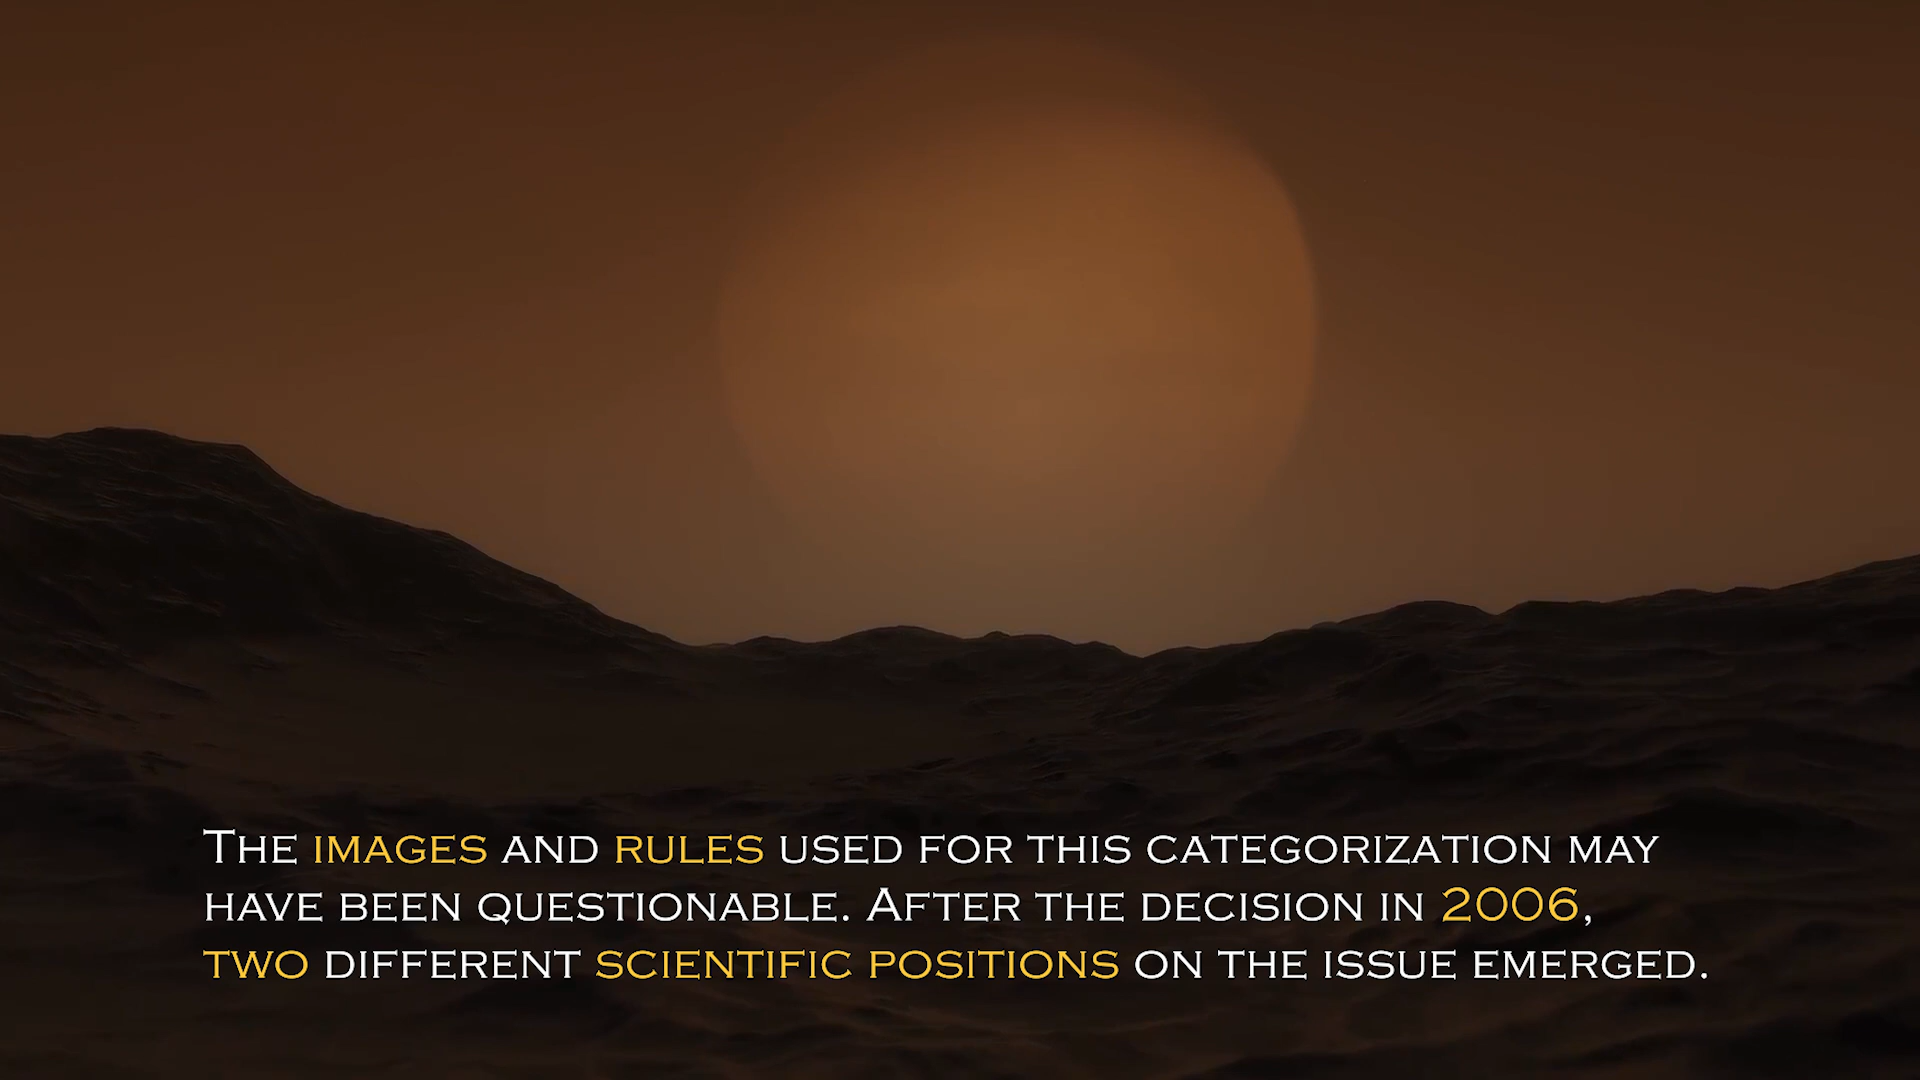 The images and rules used for this categorization may
have been questionable. After the decision in 2006,
two different scientific positions on the issue emerged.